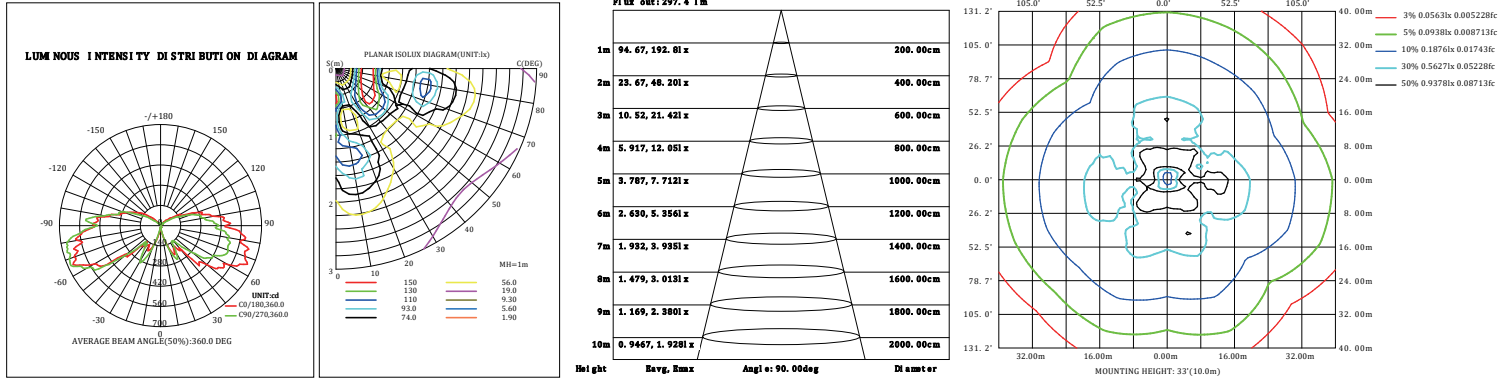 LUMINOUS INTENSITY DISTRIBUTION DIAGRAM
-/+180
-150 150
-120 120
-90 90
-60 60
-30 30
0
140
280
420
560
700
UNIT:cd
C0/180,360.0
C90/270,360.0
AVERAGE BEAM ANGLE(50%):360.0 DEG
PLANAR ISOLUX DIAGRAM(UNIT:lx)
S(m) C(DEG)
0 90
80
1
70
60
2 50
40
30
3 20
0 10
MH=1m
150 56.0
130 19.0
110 9.30
93.0 5.60
74.0 1.90
Flux out:297.4 lm
1m 94.67, 192.8lx 200.00cm
2m 23.67, 48.20lx 400.00cm
3m 10.52, 21.42lx 600.00cm
4m 5.917, 12.05lx 800.00cm
5m 3.787, 7.712lx 1000.00cm
6m 2.630, 5.356lx 1200.00cm
7m 1.932, 3.935lx 1400.00cm
8m 1.479, 3.013lx 1600.00cm
9m 1.169, 2.380lx 1800.00cm
10m 0.9467, 1.928lx 2000.00cm
Height Eavg, Emax Angle: 90.00deg Diameter
105.0' 52.5' 0.0' 52.5' 105.0'
131.2' 40.00m
105.0' 32.00m
78.7' 24.00m
52.5' 16.00m
26.2' 8.00m
0.0' 0.00m
26.2' 8.00m
52.5' 16.00m
78.7' 24.00m
105.0' 32.00m
131.2' 40.00m
32.00m 16.00m 0.00m 16.00m 32.00m
MOUNTING HEIGHT: 33'(10.0m)
3% 0.0563lx 0.005228fc
5% 0.0938lx 0.008713fc
10% 0.1876lx 0.01743fc
30% 0.5627lx 0.05228fc
50% 0.9378lx 0.08713fc